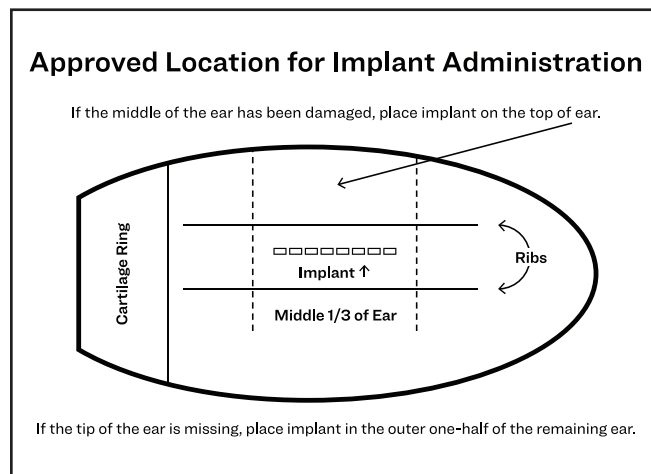 Approved Location for Implant Administration
If the middle of the ear has been damaged, place implant on the top of ear.
Cartilage Ring
Implant ↑
Ribs
Middle 1/3 of Ear
If the tip of the ear is missing, place implant in the outer one-half of the remaining ear.